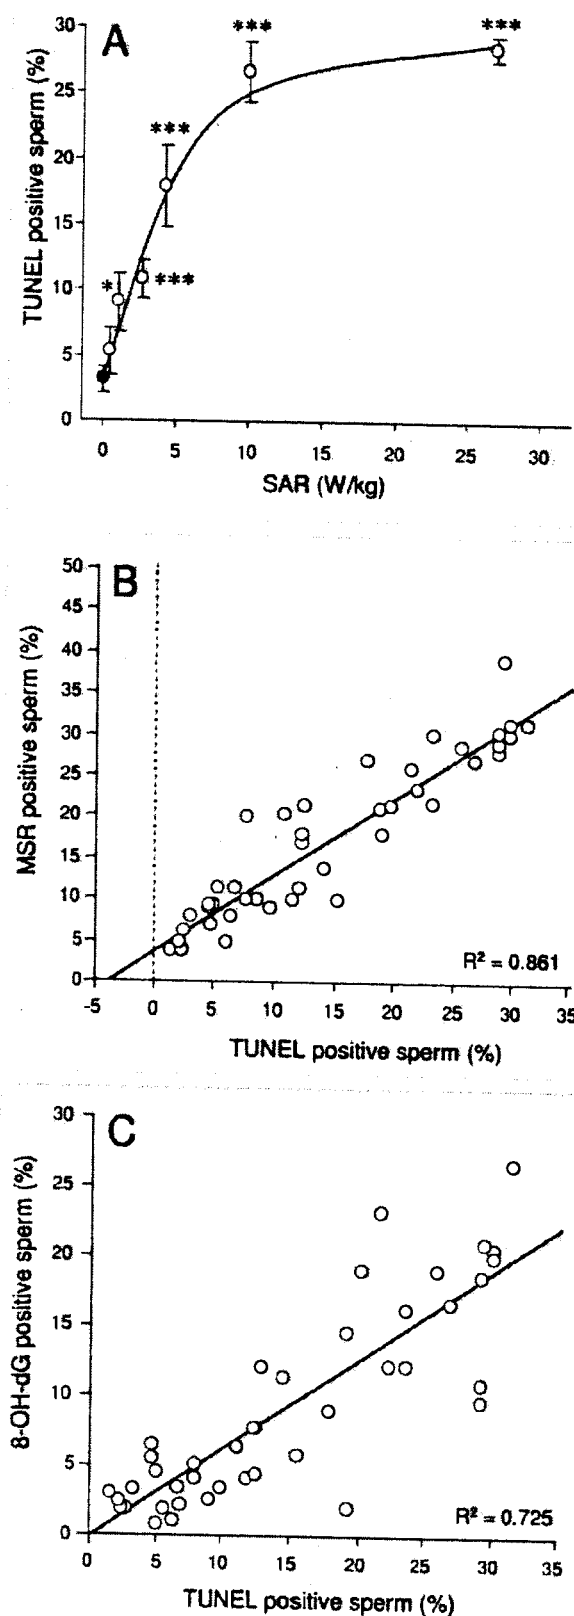 A
TUNEL positive sperm (%)
30
25
20
15
10
5
0
***
***
***
*
***
0 5 10 15 20 25 30
SAR (W/kg)
B
MSR positive sperm (%)
50
45
40
35
30
25
20
15
10
5
0
R² = 0.861
-5 0 5 10 15 20 25 30 35
TUNEL positive sperm (%)
C
8-OH-dG positive sperm (%)
30
25
20
15
10
5
0
R² = 0.725
0 5 10 15 20 25 30 35
TUNEL positive sperm (%)